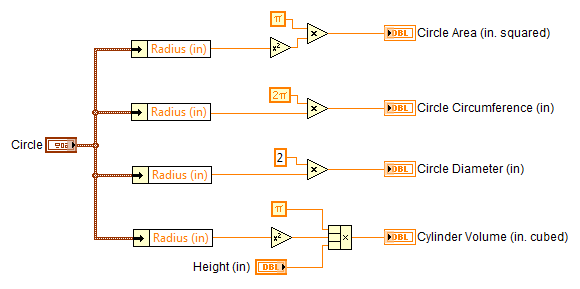 π
Radius (in) x² × DBL Circle Area (in. squared)
2π
Radius (in) × DBL Circle Circumference (in)
Circle
2
Radius (in) × DBL Circle Diameter (in)
π
Radius (in) x² × DBL Cylinder Volume (in. cubed)
Height (in) DBL